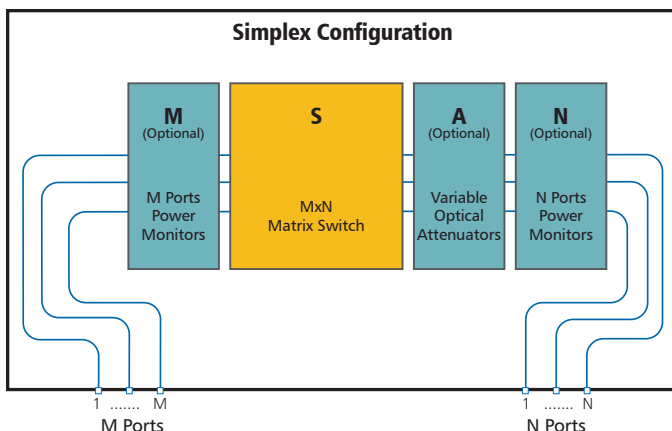 Simplex Configuration
M
(Optional)
M Ports
Power
Monitors
S
MxN
Matrix Switch
A
(Optional)
Variable
Optical
Attenuators
N
(Optional)
N Ports
Power
Monitors
1 ....... M
M Ports
1 ....... N
N Ports